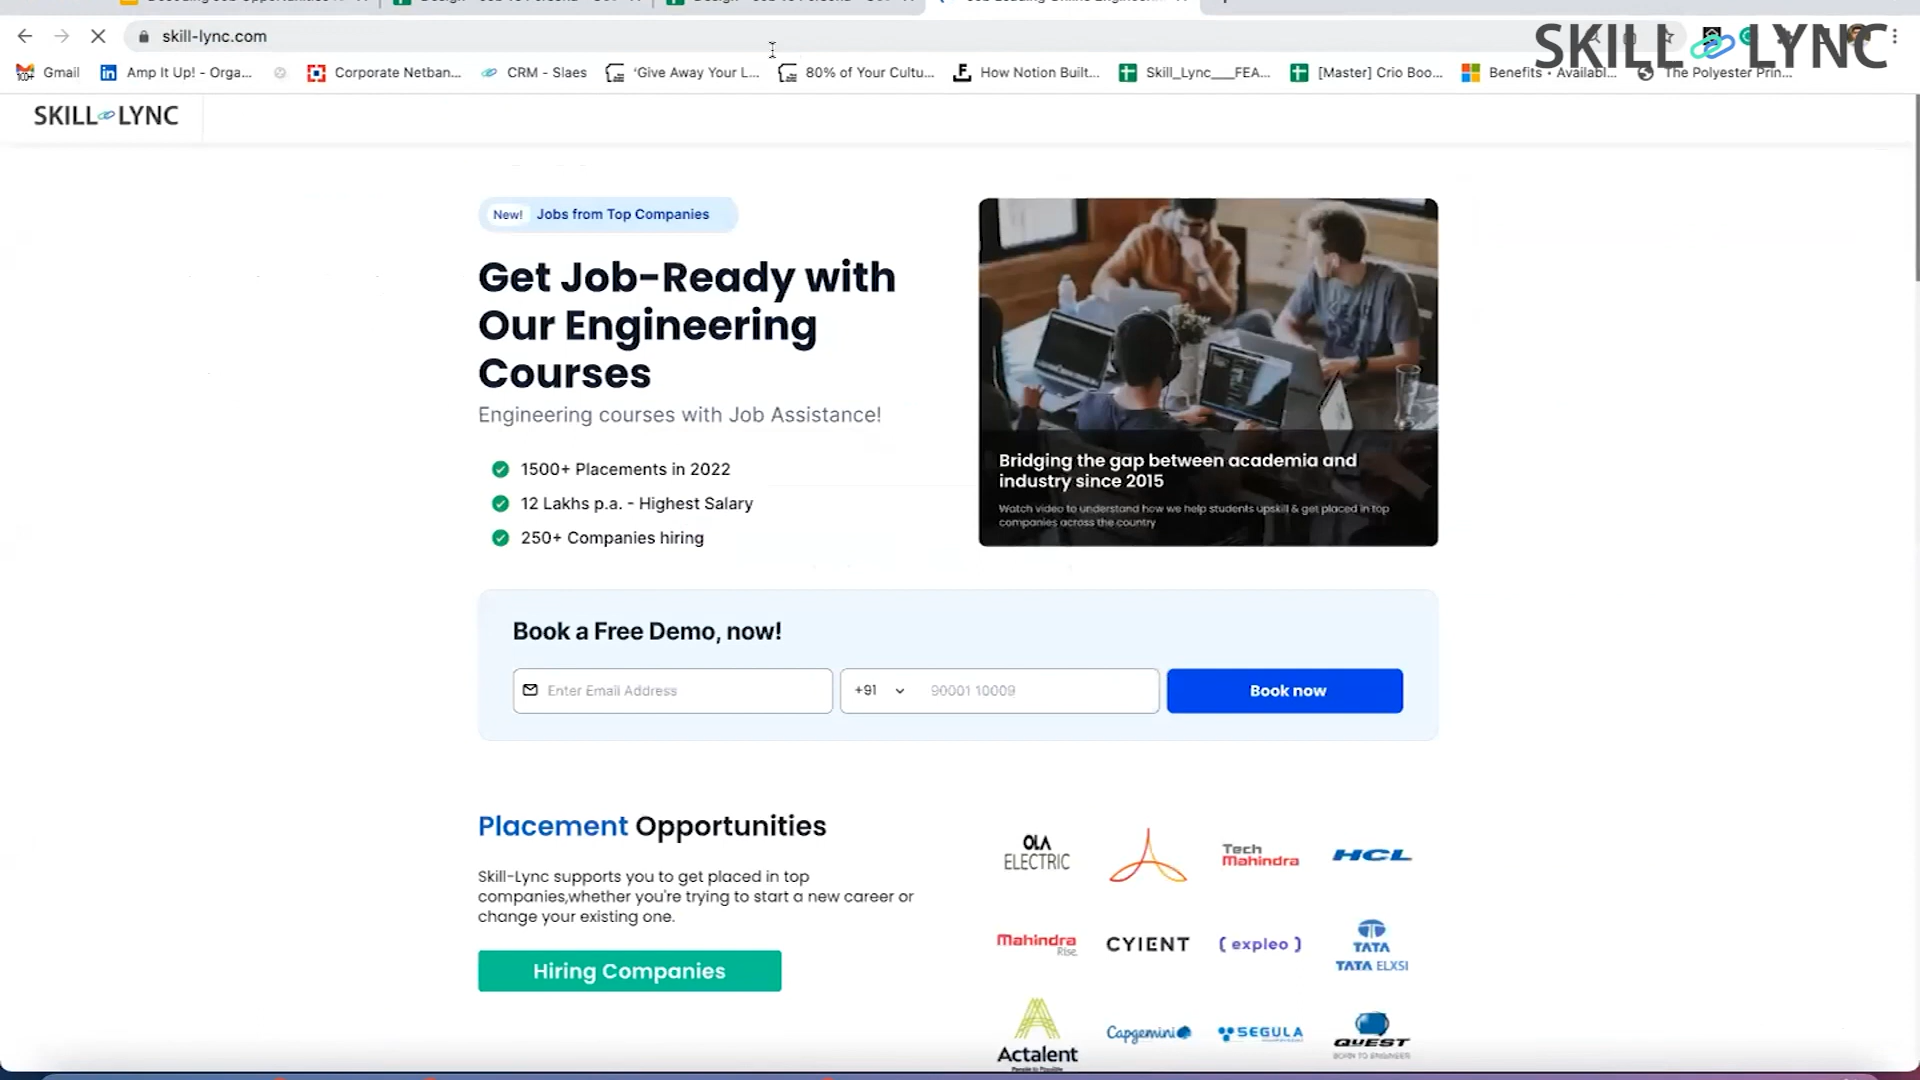 skill-lync.com
SKILL LYNC
Gmail
Amp It Up! - Orga...
Corporate Netban...
CRM - Slaes
'Give Away Your L...
80% of Your Cultu...
How Notion Built...
Skill_Lync___FEA...
[Master] Crio Boo...
Benefits • Availabl...
The Polyester Prin...
SKILL LYNC
New! Jobs from Top Companies
Get Job-Ready with
Our Engineering
Courses
Engineering courses with Job Assistance!
1500+ Placements in 2022
12 Lakhs p.a. - Highest Salary
250+ Companies hiring
Bridging the gap between academia and
industry since 2015
Watch video to understand how we help students upskill & get placed in top
companies across the country
Book a Free Demo, now!
Enter Email Address
+91
90001 10009
Book now
Placement Opportunities
Skill-Lync supports you to get placed in top
companies,whether you're trying to start a new career or
change your existing one.
Hiring Companies
OLA
ELECTRIC
Tech
Mahindra
HCL
Mahindra
Rise.
CYIENT
( expleo )
TATA
TATA ELXSI
Actalent
Capgemini
SEGULA
QUEST